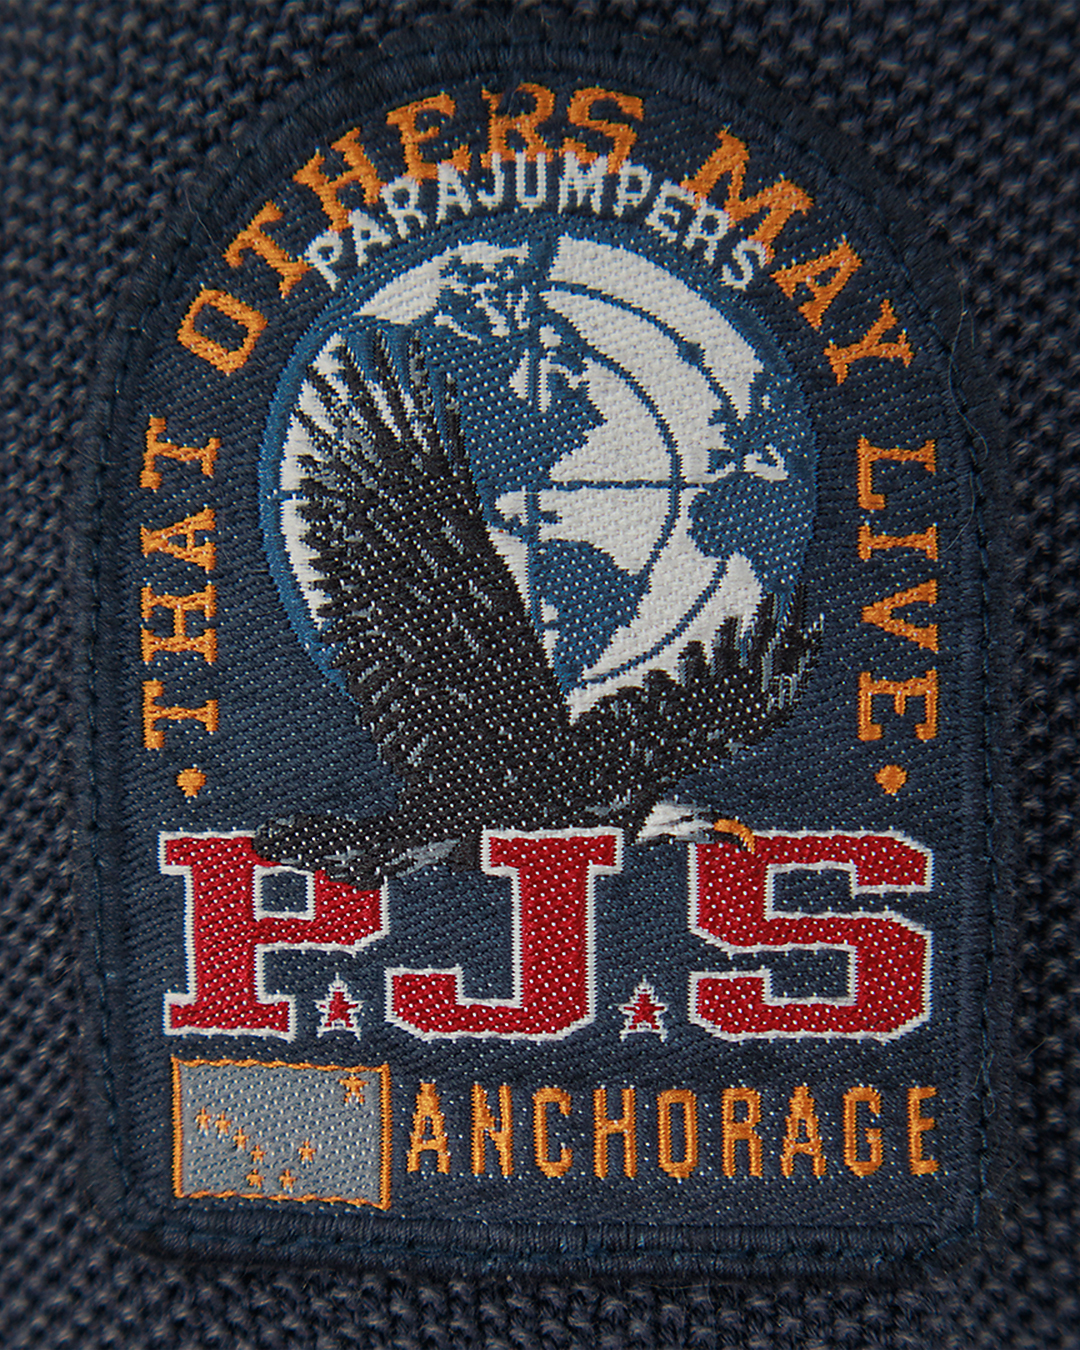 · THAT OTHERS MAY LIVE ·
PARAJUMPERS
P.J.S
ANCHORAGE